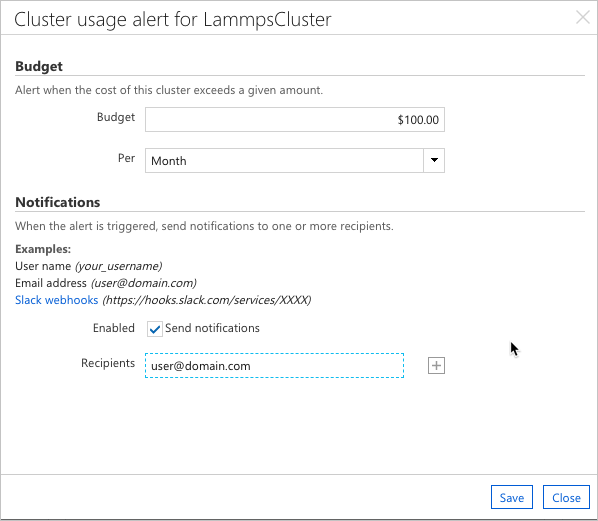 Cluster usage alert for LammpsCluster
Budget
Alert when the cost of this cluster exceeds a given amount.
Budget $100.00
Per Month
Notifications
When the alert is triggered, send notifications to one or more recipients.
Examples:
User name (your_username)
Email address (user@domain.com)
Slack webhooks (https://hooks.slack.com/services/XXXX)
Enabled Send notifications
Recipients user@domain.com
Save Close